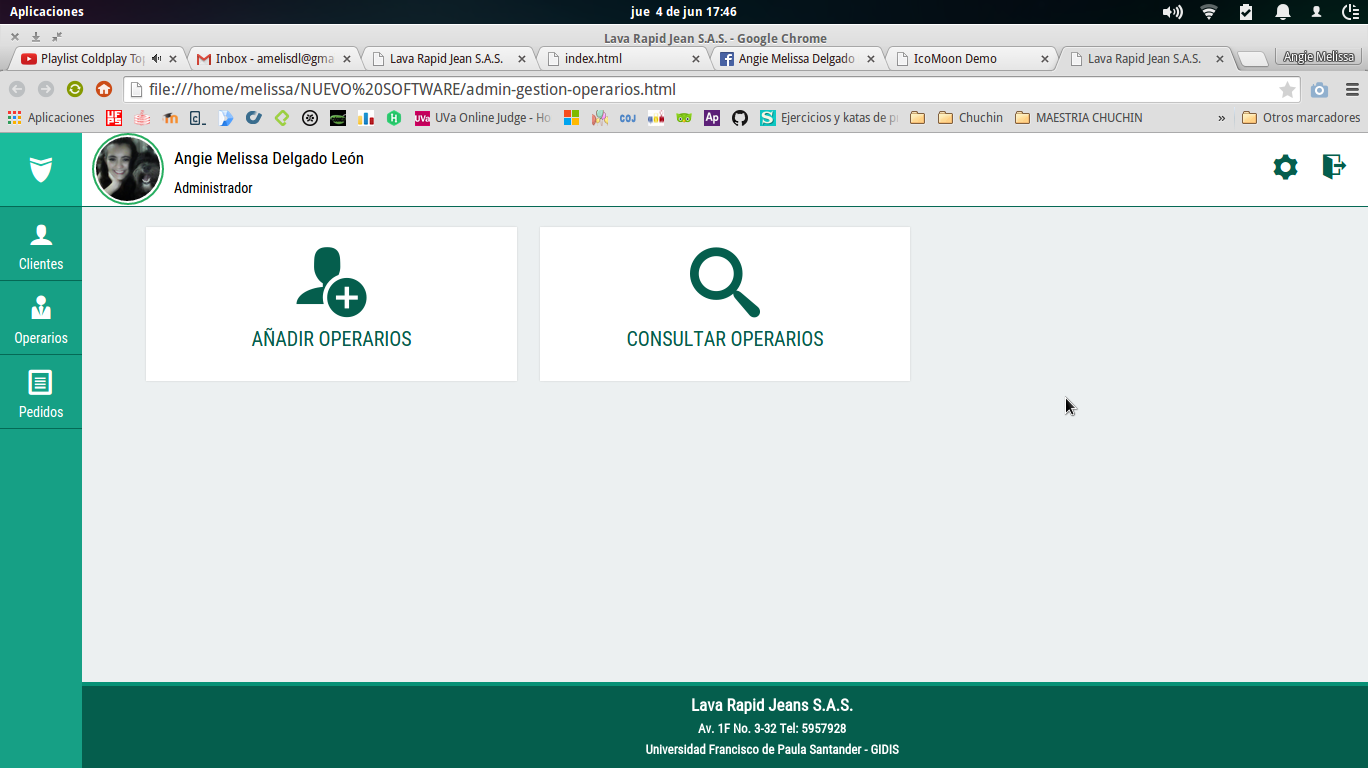 Aplicaciones
jue 4 de jun 17:46
Lava Rapid Jean S.A.S. - Google Chrome
Playlist Coldplay To
Inbox - amelisdl@gma
Lava Rapid Jean S.A.S.
index.html
Angie Melissa Delgado
IcoMoon Demo
Lava Rapid Jean S.A.S.
Angie Melissa
file:///home/melissa/NUEVO%20SOFTWARE/admin-gestion-operarios.html
Aplicaciones
UVa Online Judge - Ho
COJ
Ap
Ejercicios y katas de p
Chuchin
MAESTRIA CHUCHIN
»
Otros marcadores
Angie Melissa Delgado León
Administrador
Clientes
Operarios
Pedidos
AÑADIR OPERARIOS
CONSULTAR OPERARIOS
Lava Rapid Jeans S.A.S.
Av. 1F No. 3-32 Tel: 5957928
Universidad Francisco de Paula Santander - GIDIS